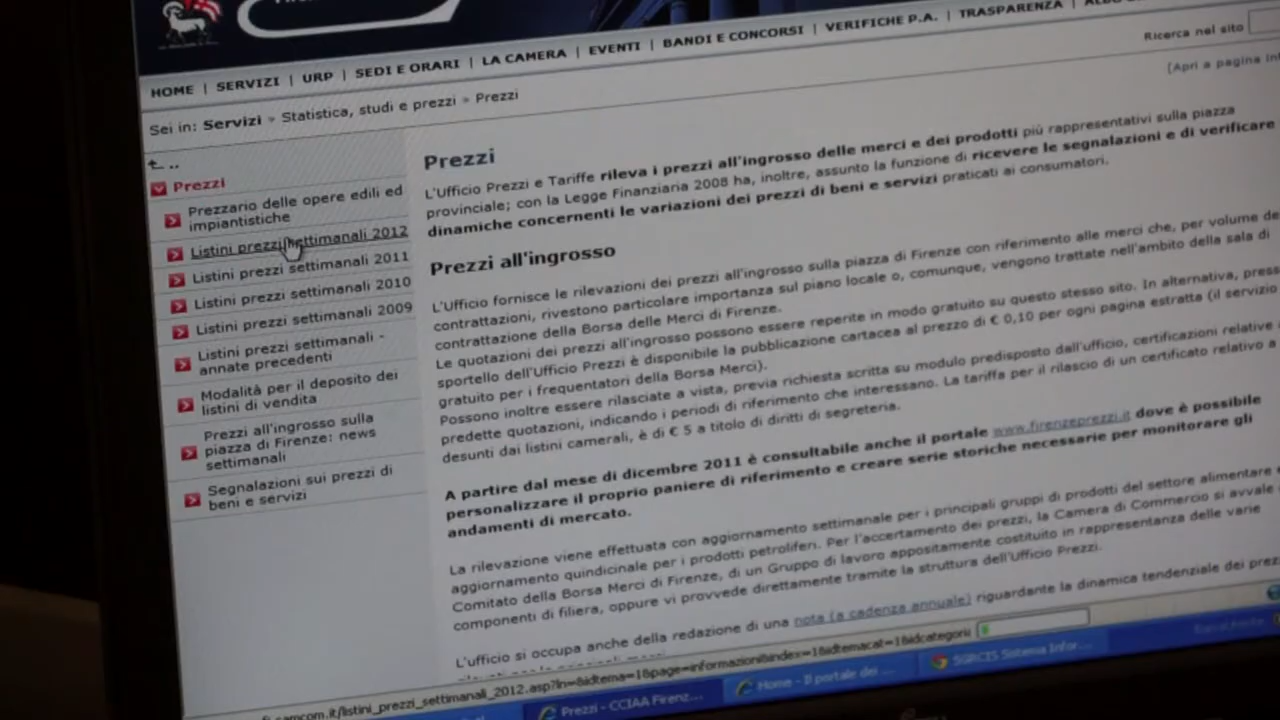 HOME | SERVIZI | URP | SEDI E ORARI | LA CAMERA | EVENTI | BANDI E CONCORSI | VERIFICHE P.A. | TRASPARENZA |
Ricerca nel sito
Sei in: Servizi » Statistica, studi e prezzi » Prezzi
[Apri a pagina
..
Prezzi
Prezzario delle opere edili ed
impiantistiche
Listini prezzi settimanali 2012
Listini prezzi settimanali 2011
Listini prezzi settimanali 2010
Listini prezzi settimanali 2009
Listini prezzi settimanali -
annate precedenti
Modalità per il deposito dei
listini di vendita
Prezzi all'ingrosso sulla
piazza di Firenze: news
settimanali
Segnalazioni sui prezzi di
beni e servizi
Prezzi
L'Ufficio Prezzi e Tariffe rileva i prezzi all'ingrosso delle merci e dei prodotti più rappresentativi sulla piazza
provinciale; con la Legge Finanziaria 2008 ha, inoltre, assunto la funzione di ricevere le segnalazioni e di verificare
dinamiche concernenti le variazioni dei prezzi di beni e servizi praticati ai consumatori.
Prezzi all'ingrosso
L'Ufficio fornisce le rilevazioni dei prezzi all'ingrosso sulla piazza di Firenze con riferimento alle merci che, per volume de
contrattazioni, rivestono particolare importanza sul piano locale o, comunque, vengono trattate nell'ambito della sala di
contrattazione della Borsa delle Merci di Firenze.
Le quotazioni dei prezzi all'ingrosso possono essere reperite in modo gratuito su questo stesso sito. In alternativa, press
sportello dell'Ufficio Prezzi è disponibile la pubblicazione cartacea al prezzo di € 0,10 per ogni pagina estratta (il servizio
gratuito per i frequentatori della Borsa Merci).
Possono inoltre essere rilasciate a vista, previa richiesta scritta su modulo predisposto dall'ufficio, certificazioni relative
predette quotazioni, indicando i periodi di riferimento che interessano. La tariffa per il rilascio di un certificato relativo a
desunti dai listini camerali, è di € 5 a titolo di diritti di segreteria.
A partire dal mese di dicembre 2011 è consultabile anche il portale www.firenzeprezzi.it dove è possibile
personalizzare il proprio paniere di riferimento e creare serie storiche necessarie per monitorare gli
andamenti di mercato.
La rilevazione viene effettuata con aggiornamento settimanale per i principali gruppi di prodotti del settore alimentare
aggiornamento quindicinale per i prodotti petroliferi. Per l'accertamento dei prezzi, la Camera di Commercio si avvale
Comitato della Borsa Merci di Firenze, di un Gruppo di lavoro appositamente costituito in rappresentanza delle varie
componenti di filiera, oppure vi provvede direttamente tramite la struttura dell'Ufficio Prezzi.
L'ufficio si occupa anche della redazione di una nota (a cadenza annuale) riguardante la dinamica tendenziale dei prez
camcom.it/listini_prezzi_settimanali_2012.asp?ln=&idtema=1&page=informazioni&index=1&idtemacat=1&idcategorii
Prezzi - CCIAA Firenz...
Home - Il portale dei ...
SGRCIS Sistema Infor...